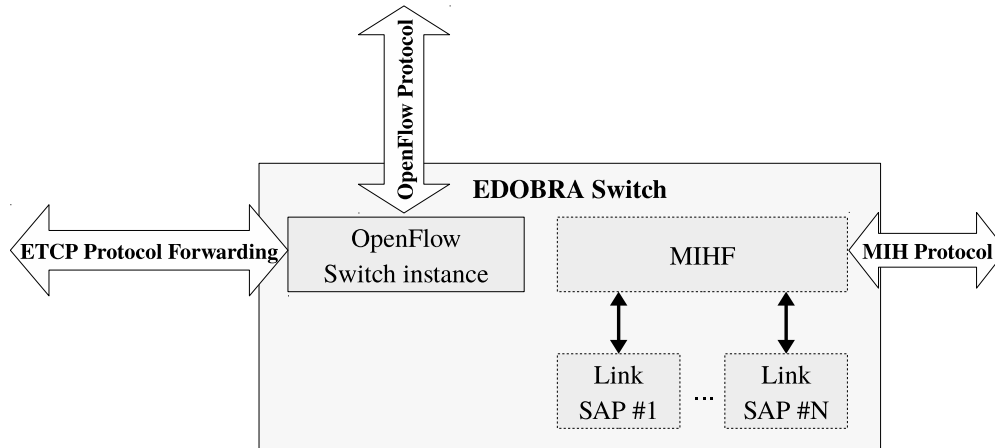 OpenFlow Protocol
EDOBRA Switch
ETCP Protocol Forwarding
OpenFlow
Switch instance
MIHF
MIH Protocol
Link
SAP #1
...
Link
SAP #N